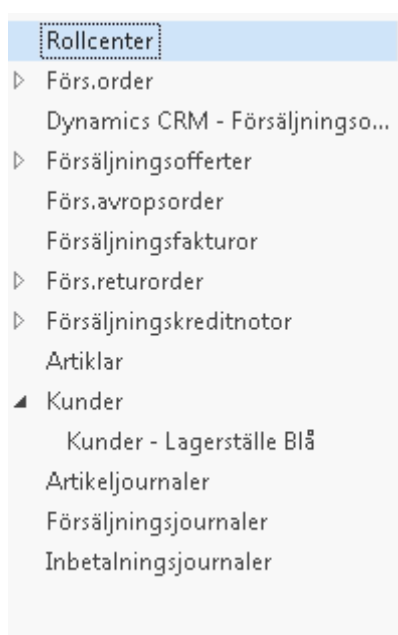 Rollcenter
Förs.order
Dynamics CRM - Försäljningso...
Försäljningsofferter
Förs.avropsorder
Försäljningsfakturor
Förs.returorder
Försäljningskreditnotor
Artiklar
Kunder
Kunder - Lagerställe Blå
Artikeljournaler
Försäljningsjournaler
Inbetalningsjournaler